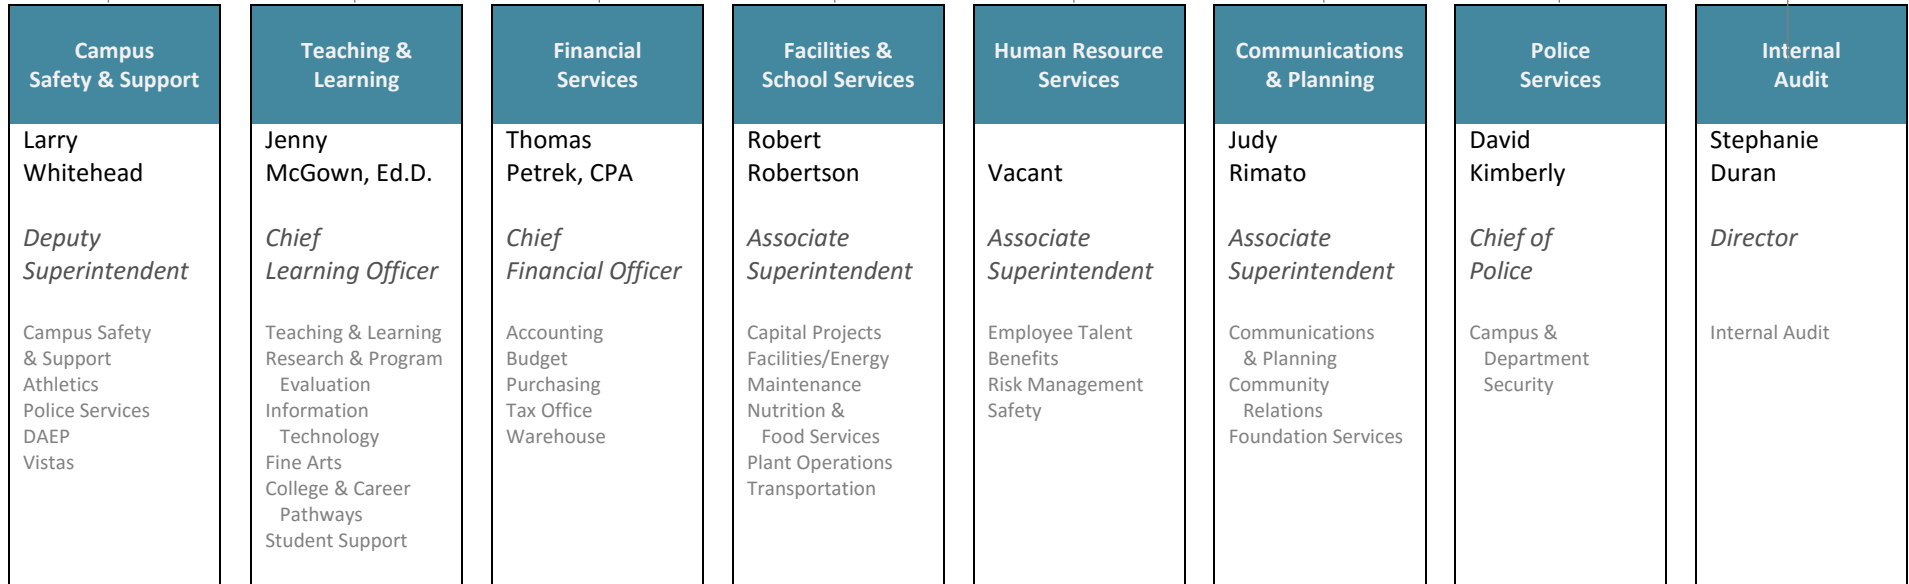 Campus
Safety & Support
Larry
Whitehead
Deputy
Superintendent
Campus Safety
& Support
Athletics
Police Services
DAEP
Vistas
Teaching &
Learning
Jenny
McGown, Ed.D.
Chief
Learning Officer
Teaching & Learning
Research & Program
Evaluation
Information
Technology
Fine Arts
College & Career
Pathways
Student Support
Financial
Services
Thomas
Petrek, CPA
Chief
Financial Officer
Accounting
Budget
Purchasing
Tax Office
Warehouse
Facilities &
School Services
Robert
Robertson
Associate
Superintendent
Capital Projects
Facilities/Energy
Maintenance
Nutrition &
Food Services
Plant Operations
Transportation
Human Resource
Services
Vacant
Associate
Superintendent
Employee Talent
Benefits
Risk Management
Safety
Communications
& Planning
Judy
Rimato
Associate
Superintendent
Communications
& Planning
Community
Relations
Foundation Services
Police
Services
David
Kimberly
Chief of
Police
Campus &
Department
Security
Internal
Audit
Stephanie
Duran
Director
Internal Audit